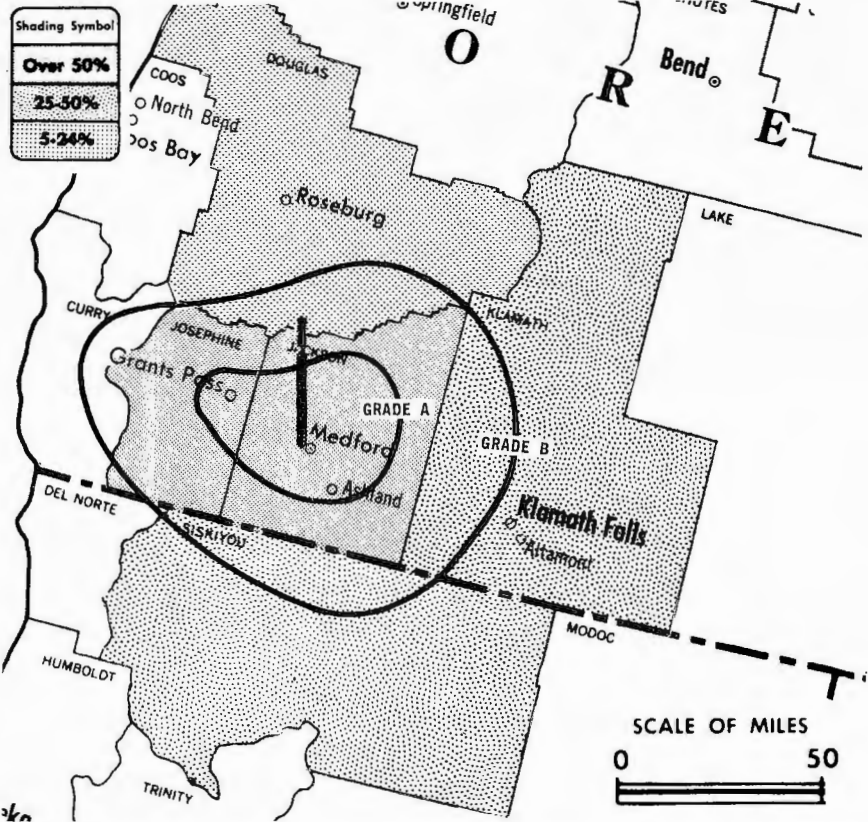 Shading Symbol
Over 50%
25-50%
5-24%
Springfield
O
R
E
Bend
DOUGLAS
COOS
North Bend
oos Bay
Roseburg
LAKE
CURRY
JOSEPHINE
JACKSON
KLAMATH
Grants Pass
GRADE A
Medford
GRADE B
Ashland
Klamath Falls
Altamont
DEL NORTE
SISKIYOU
MODOC
HUMBOLDT
TRINITY
T
SCALE OF MILES
0 50